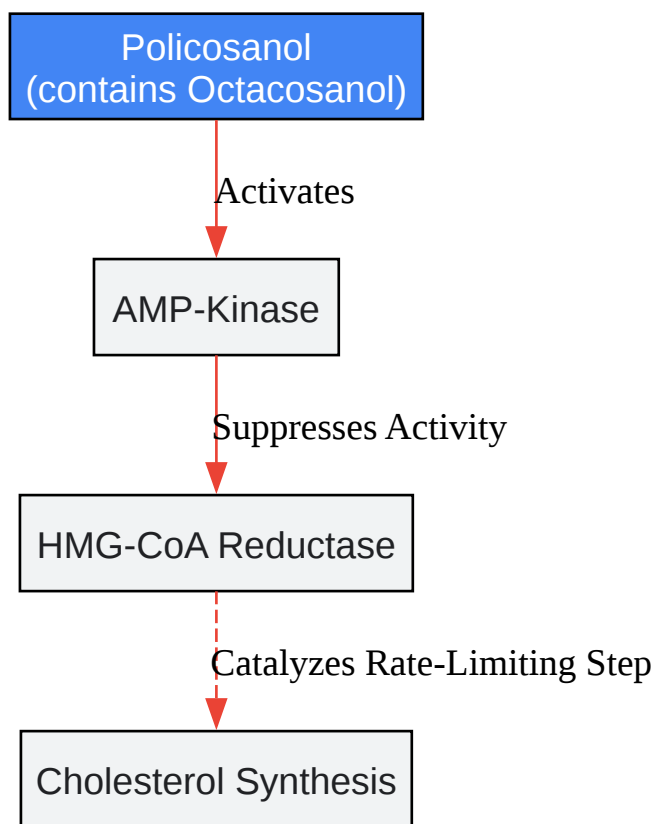 Policosanol
(contains Octacosanol)
Activates
AMP-Kinase
Suppresses Activity
HMG-CoA Reductase
Catalyzes Rate-Limiting Step
Cholesterol Synthesis